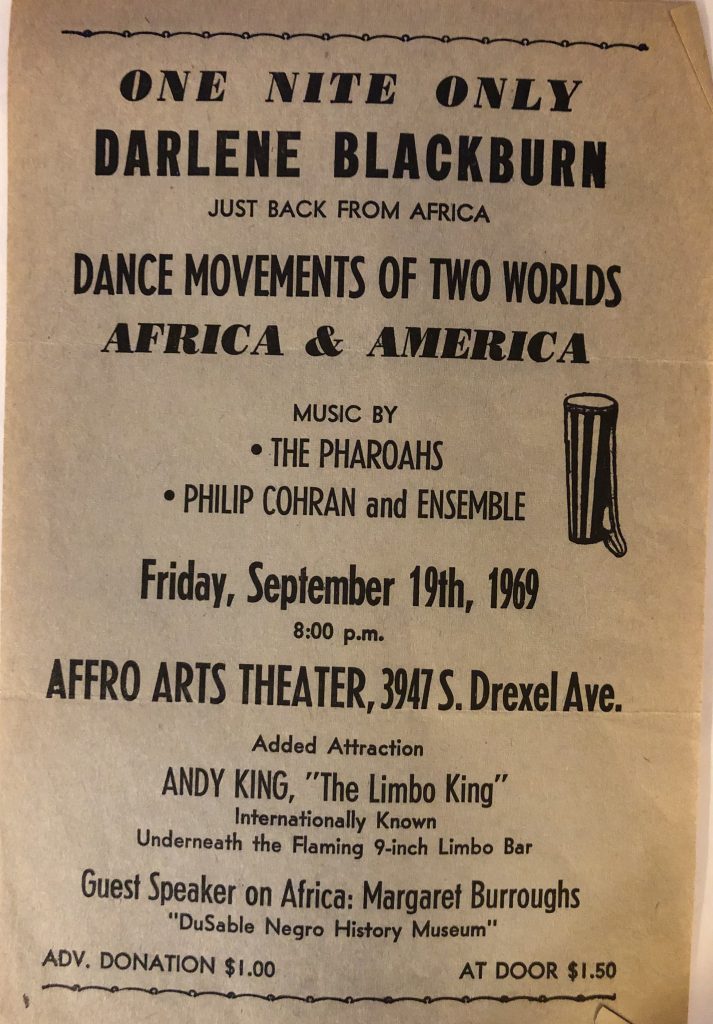 ONE NITE ONLY
DARLENE BLACKBURN
JUST BACK FROM AFRICA
DANCE MOVEMENTS OF TWO WORLDS
AFRICA & AMERICA
MUSIC BY
• THE PHAROAHS
• PHILIP COHRAN and ENSEMBLE
Friday, September 19th, 1969
8:00 p.m.
AFFRO ARTS THEATER, 3947 S. Drexel Ave.
Added Attraction
ANDY KING, "The Limbo King"
Internationally Known
Underneath the Flaming 9-inch Limbo Bar
Guest Speaker on Africa: Margaret Burroughs
"DuSable Negro History Museum"
ADV. DONATION $1.00 AT DOOR $1.50